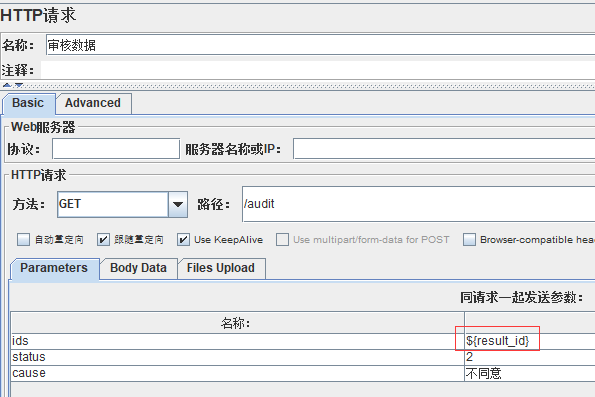 HTTP请求
名称： 审核数据
注释：
Basic Advanced
Web服务器
协议： 服务器名称或IP：
HTTP请求
方法： GET 路径： /audit
自动重定向 跟随重定向 Use KeepAlive Use multipart/form-data for POST Browser-compatible hea
Parameters Body Data Files Upload
同请求一起发送参数：
名称：
ids ${result_id}
status 2
cause 不同意